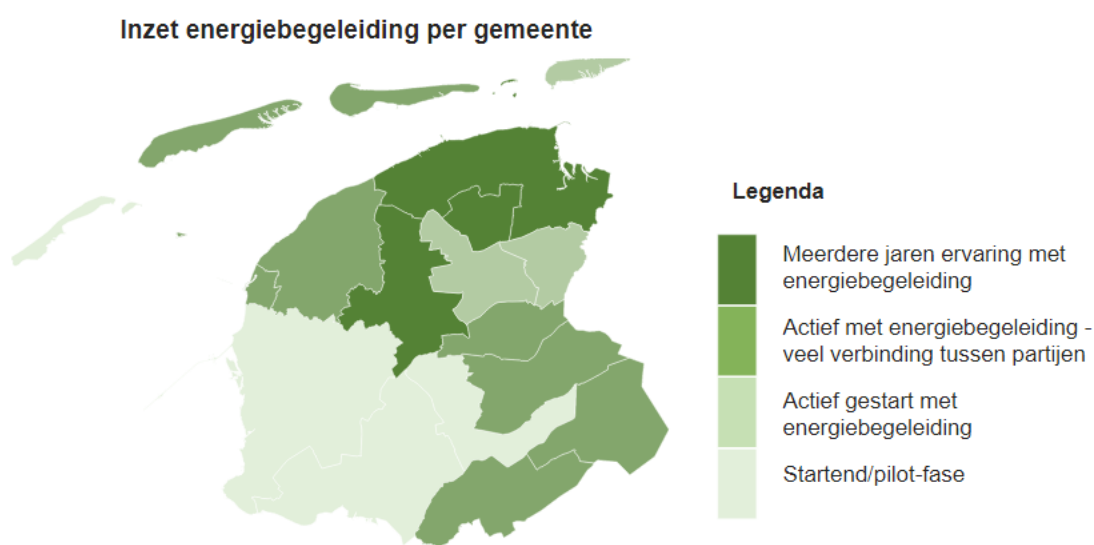 Inzet energiebegeleiding per gemeente
Legenda
Meerdere jaren ervaring met
energiebegeleiding
Actief met energiebegeleiding -
veel verbinding tussen partijen
Actief gestart met
energiebegeleiding
Startend/pilot-fase